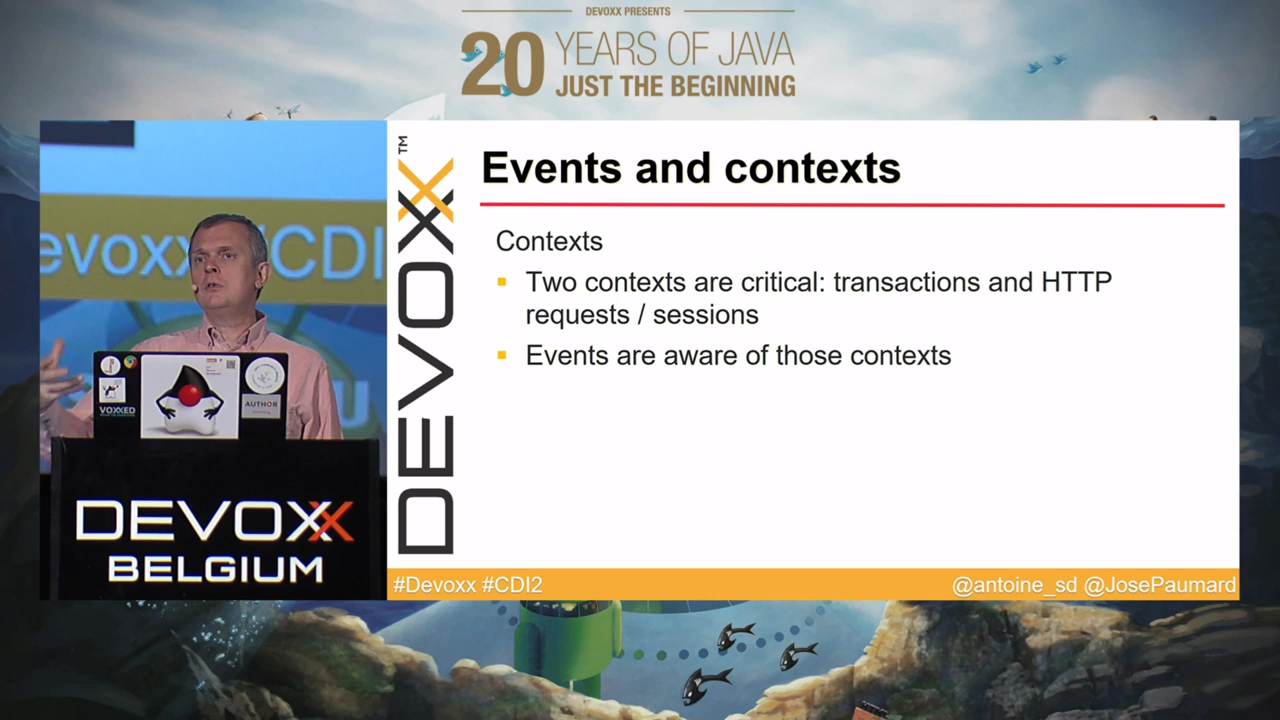 DEVOXX PRESENTS
20 YEARS OF JAVA
JUST THE BEGINNING
DEVOXX™
Events and contexts
Contexts
▪ Two contexts are critical: transactions and HTTP
requests / sessions
▪ Events are aware of those contexts
evoxx #CDI
VOXXED
AUTHOR
DEVOXX
BELGIUM
#Devoxx #CDI2
@antoine_sd @JosePaumard